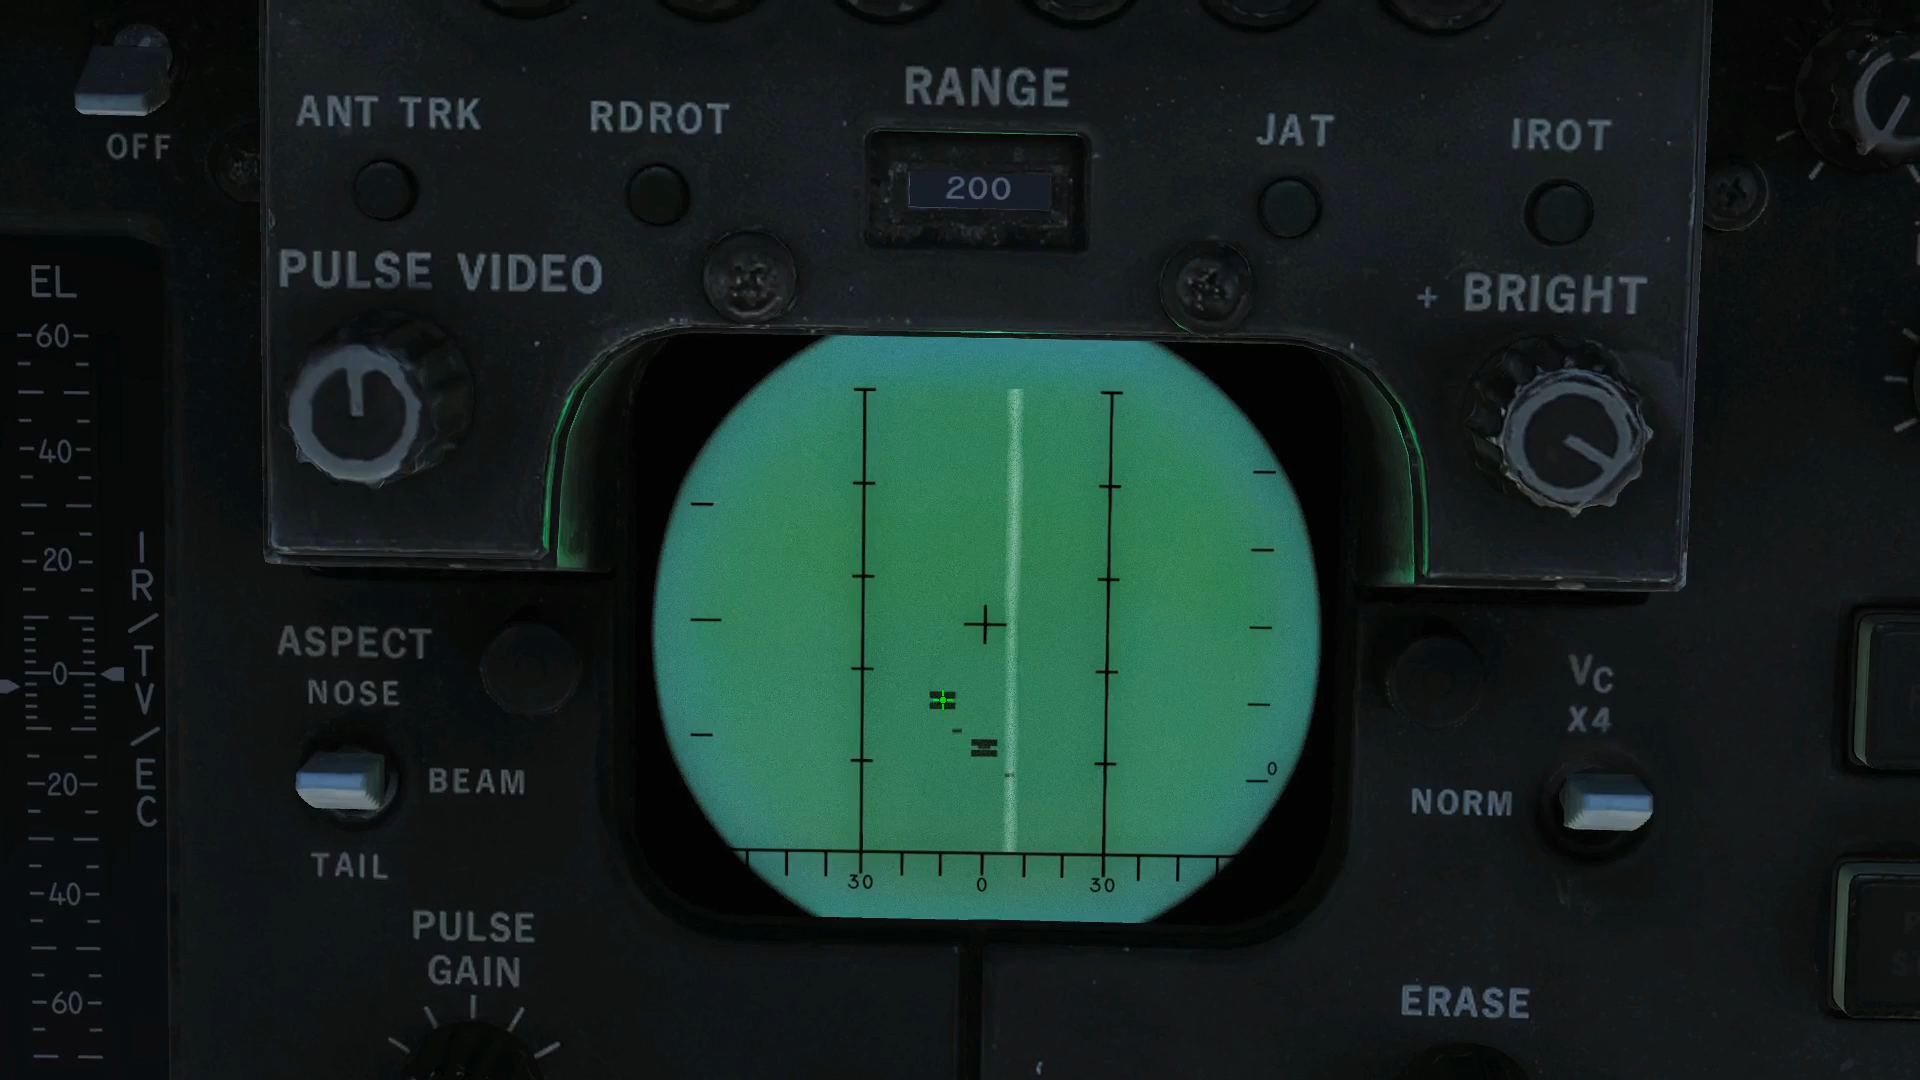 OFF
ANT TRK
RDROT
RANGE
200
JAT
IROT
PULSE VIDEO
+ BRIGHT
EL
60
40
20
0
20
40
60
IR/TV/EC
ASPECT
NOSE
BEAM
TAIL
30
0
30
0
VC
X4
NORM
PULSE
GAIN
ERASE